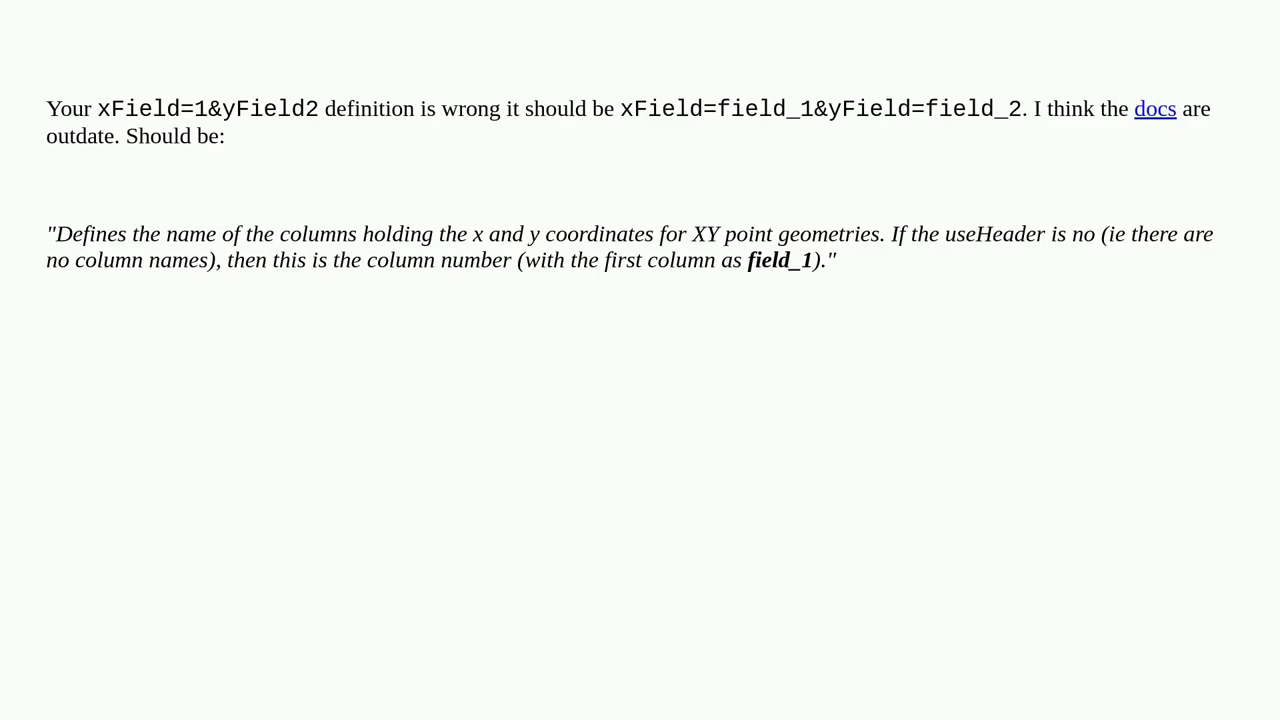 Your xField=1&yField2 definition is wrong it should be xField=field_1&yField=field_2. I think the docs are
outdate. Should be:
"Defines the name of the columns holding the x and y coordinates for XY point geometries. If the useHeader is no (ie there are
no column names), then this is the column number (with the first column as field_1)."